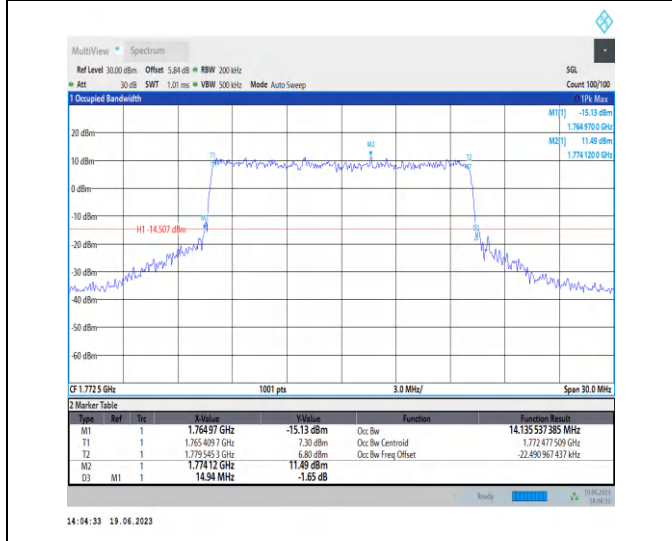 MultiView Spectrum
Ref Level 30.00 dBm Offset 5.84 dB RBW 200 kHz SGL
Att 30 dB SWT 1.01 ms VBW 500 kHz Mode Auto Sweep Count 100/100
1 Occupied Bandwidth 1Pk Max
M1[1] -15.13 dBm
1.764 970 0 GHz
20 dBm M2[1] 11.49 dBm
1.774 120 0 GHz
T1 M2 T2
10 dBm
0 dBm
-10 dBm
M1
H1 -14.507 dBm D3
-20 dBm
-30 dBm
-40 dBm
-50 dBm
-60 dBm
CF 1.772 5 GHz 1001 pts 3.0 MHz/ Span 30.0 MHz
2 Marker Table
Type Ref Trc X-Value Y-Value Function Function Result
M1 1 1.764 97 GHz -15.13 dBm Occ Bw 14.135 537 385 MHz
T1 1 1.765 409 7 GHz 7.30 dBm Occ Bw Centroid 1.772 477 509 GHz
T2 1 1.779 545 3 GHz 6.80 dBm Occ Bw Freq Offset -22.490 967 437 kHz
M2 1 1.774 12 GHz 11.49 dBm
D3 M1 1 14.94 MHz -1.65 dB
Ready 19.06.2023
14:04:33
14:04:33 19.06.2023